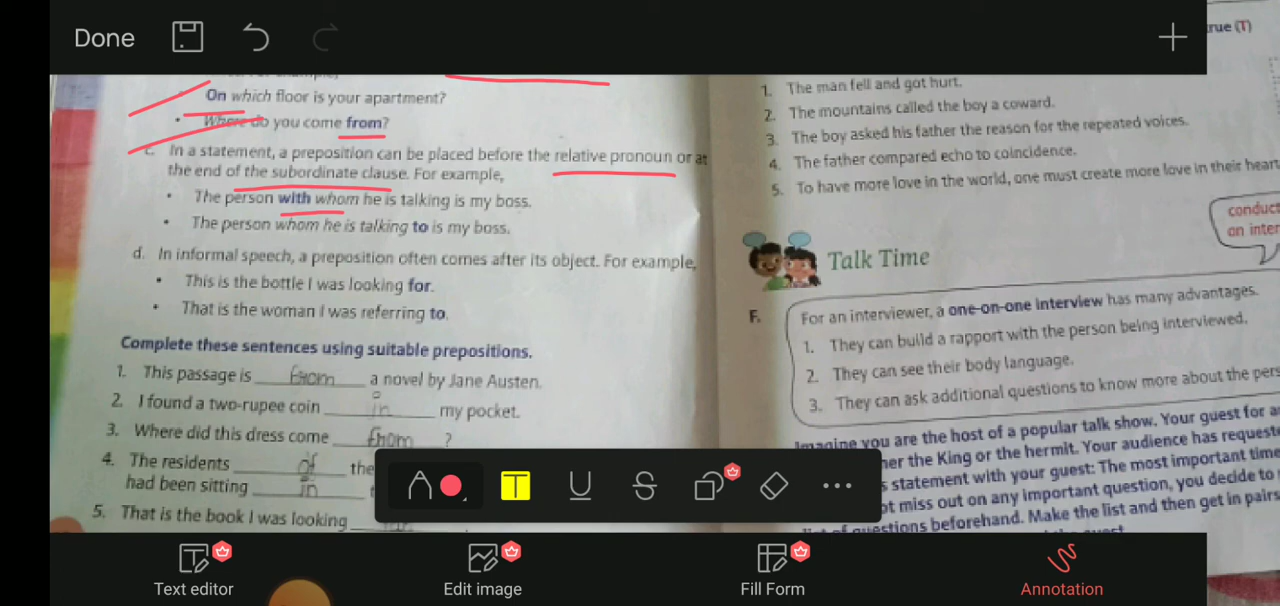 Done
On which floor is your apartment?
• Where do you come from?
c. In a statement, a preposition can be placed before the relative pronoun or at
the end of the subordinate clause. For example,
• The person with whom he is talking is my boss.
• The person whom he is talking to is my boss.
d. In informal speech, a preposition often comes after its object. For example,
• This is the bottle I was looking for.
• That is the woman I was referring to.
Complete these sentences using suitable prepositions.
1. This passage is from a novel by Jane Austen.
2. I found a two-rupee coin in my pocket.
3. Where did this dress come from ?
4. The residents of the
had been sitting in
5. That is the book I was looking
rue (T)
1. The man fell and got hurt.
2. The mountains called the boy a coward.
3. The boy asked his father the reason for the repeated voices.
4. The father compared echo to coincidence.
5. To have more love in the world, one must create more love in their heart
conduct
an inter
Talk Time
F. For an interviewer, a one-on-one interview has many advantages.
1. They can build a rapport with the person being interviewed.
2. They can see their body language.
3. They can ask additional questions to know more about the pers
Imagine you are the host of a popular talk show. Your guest for a
her the King or the hermit. Your audience has request
s statement with your guest: The most important time
ot miss out on any important question, you decide to
list of questions beforehand. Make the list and then get in pairs
Text editor
Edit image
Fill Form
Annotation